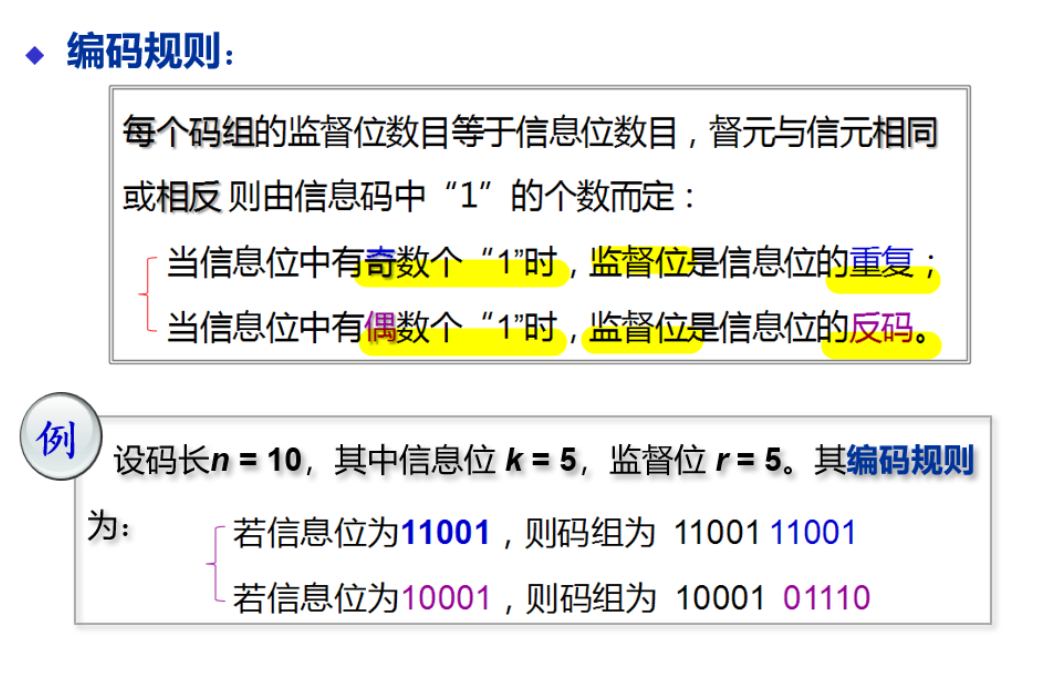 ◆ 编码规则：
每个码组的监督位数目等于信息位数目，督元与信元相同
或相反 则由信息码中“1”的个数而定：
当信息位中有奇数个“1”时，监督位是信息位的重复；
当信息位中有偶数个“1”时，监督位是信息位的反码。
例
设码长n = 10，其中信息位 k = 5，监督位 r = 5。其编码规则
为：
若信息位为11001，则码组为 11001 11001
若信息位为10001，则码组为 10001 01110